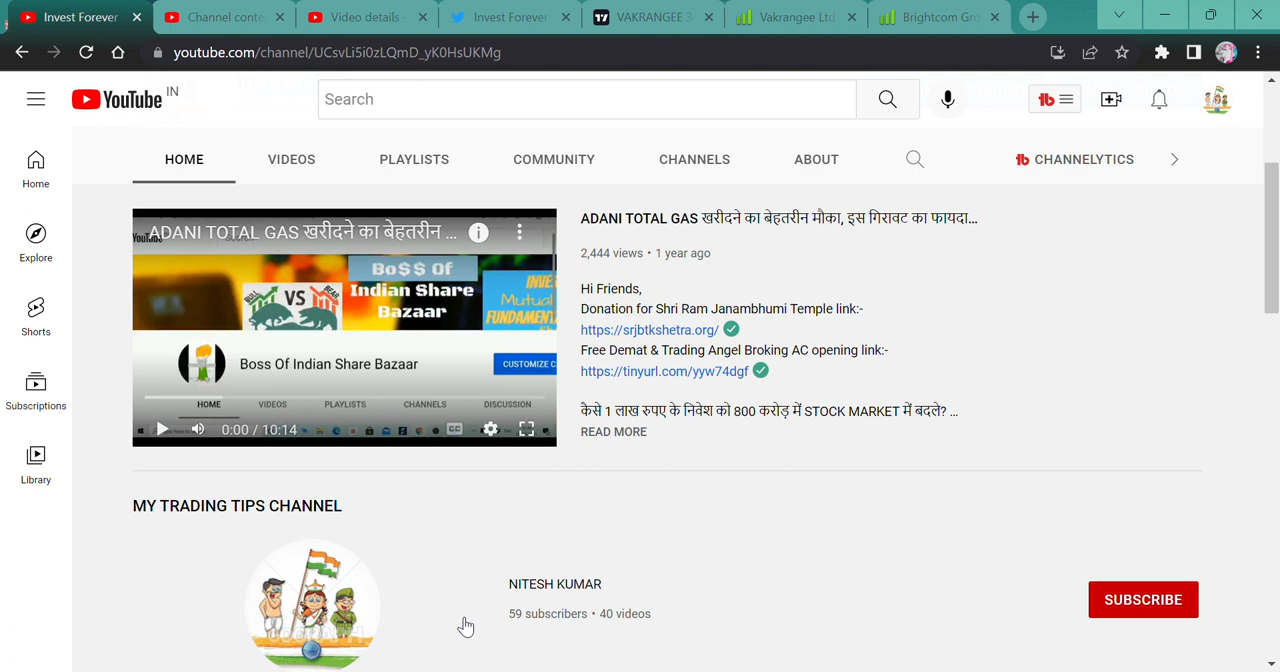 Invest Forever
Channel conte
Video details
Invest Forever
VAKRANGEE 3
Vakrangee Ltd
Brightcom Gro
youtube.com/channel/UCsvLi5i0zLQmD_yK0HsUKMg
YouTube IN
Search
HOME VIDEOS PLAYLISTS COMMUNITY CHANNELS ABOUT CHANNELYTICS
Home
Explore
Shorts
Subscriptions
Library
ADANI TOTAL GAS खरीदने का बेहतरीन ...
Bo$$ Of
Indian Share
Bazaar
VS
Mutual
FUNDAMEN
Boss Of Indian Share Bazaar
CUSTOMIZE C
HOME VIDEOS PLAYLISTS CHANNELS DISCUSSION
0:00 / 10:14
CC
ADANI TOTAL GAS खरीदने का बेहतरीन मौका, इस गिरावट का फायदा...
2,444 views • 1 year ago
Hi Friends,
Donation for Shri Ram Janambhumi Temple link:-
https://srjbtkshetra.org/
Free Demat & Trading Angel Broking AC opening link:-
https://tinyurl.com/yyw74dgf
कैसे 1 लाख रुपए के निवेश को 800 करोड़ में STOCK MARKET में बदले? ...
READ MORE
MY TRADING TIPS CHANNEL
NITESH KUMAR
59 subscribers • 40 videos
SUBSCRIBE